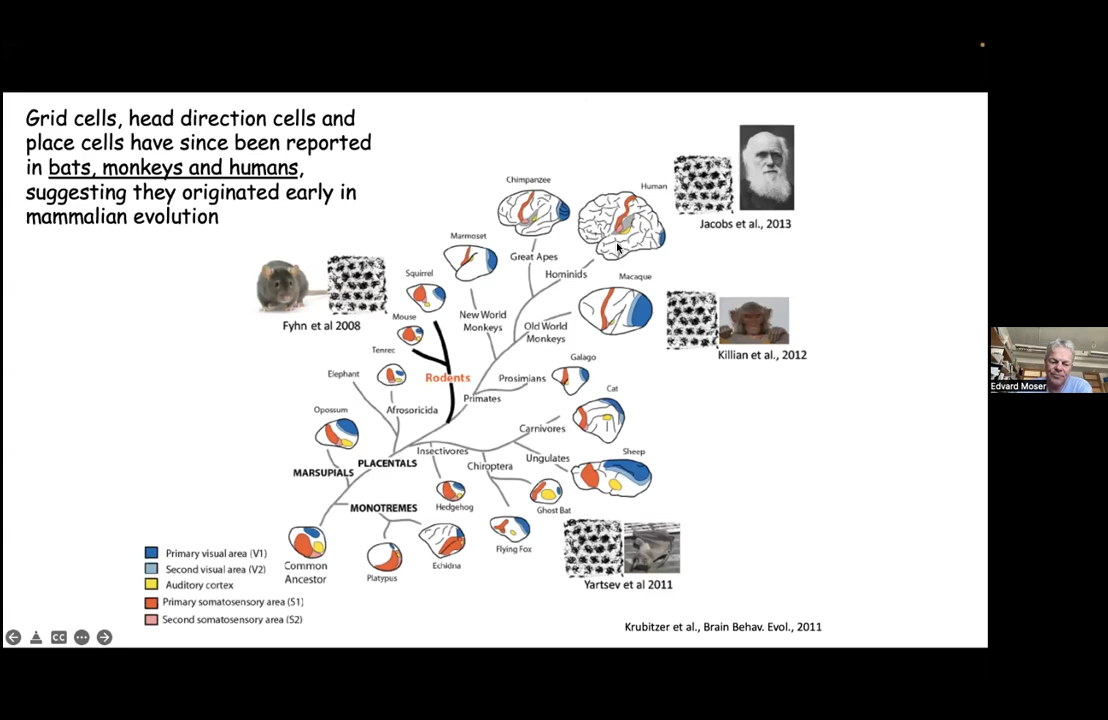 Grid cells, head direction cells and
place cells have since been reported
in bats, monkeys and humans,
suggesting they originated early in
mammalian evolution
Chimpanzee
Human
Jacobs et al., 2013
Marmoset
Great Apes
Hominids
Squirrel
Macaque
Fyhn et al 2008
Mouse
New World
Monkeys
Old World
Monkeys
Killian et al., 2012
Tenrec
Galago
Elephant
Rodents
Prosimians
Edvard Moser
Cat
Primates
Opossum
Afrosoricida
Carnivores
Insectivores
Sheep
MARSUPIALS
PLACENTALS
Chiroptera
Ungulates
MONOTREMES
Hedgehog
Ghost Bat
Flying Fox
Common
Ancestor
Platypus
Echidna
Yartsev et al 2011
Primary visual area (V1)
Second visual area (V2)
Auditory cortex
Primary somatosensory area (S1)
Second somatosensory area (S2)
Krubitzer et al., Brain Behav. Evol., 2011
CC